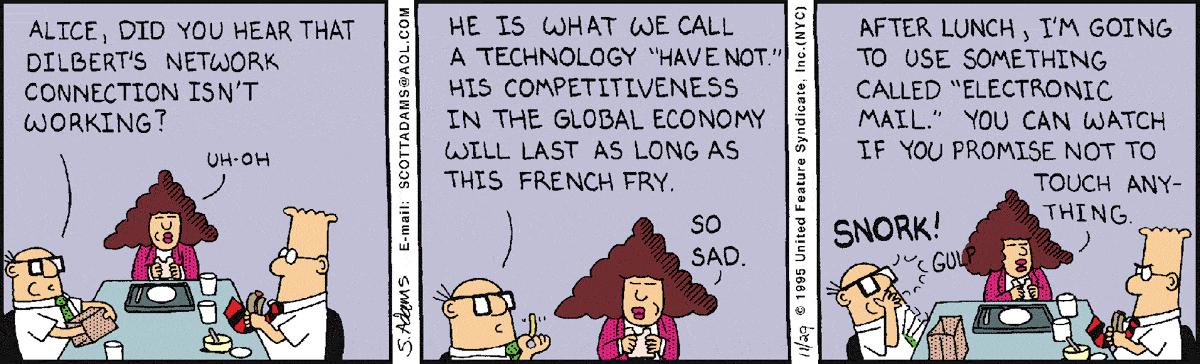 ALICE, DID YOU HEAR THAT
DILBERT'S NETWORK
CONNECTION ISN'T
WORKING?
UH-OH
S.Adams E-mail: SCOTTADAMS@AOL.COM
HE IS WHAT WE CALL
A TECHNOLOGY "HAVE NOT."
HIS COMPETITIVENESS
IN THE GLOBAL ECONOMY
WILL LAST AS LONG AS
THIS FRENCH FRY.
SO
SAD.
11/29 © 1995 United Feature Syndicate, Inc.(NYC)
AFTER LUNCH, I'M GOING
TO USE SOMETHING
CALLED "ELECTRONIC
MAIL." YOU CAN WATCH
IF YOU PROMISE NOT TO
TOUCH ANY-
THING.
SNORK!
GULP